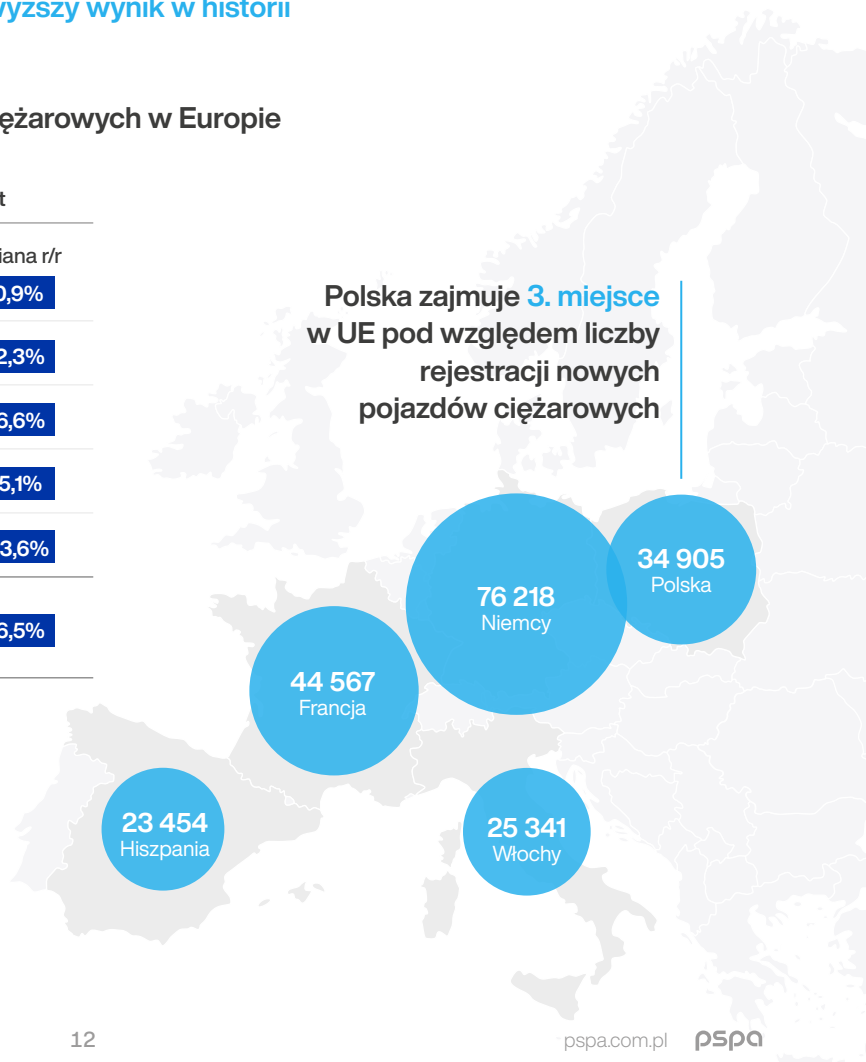 yższy wynik w historii
ężarowych w Europie
t
iana r/r
0,9%
2,3%
6,6%
5,1%
3,6%
6,5%
Polska zajmuje 3. miejsce
w UE pod względem liczby
rejestracji nowych
pojazdów ciężarowych
34 905
Polska
76 218
Niemcy
44 567
Francja
23 454
Hiszpania
25 341
Włochy
12
pspa.com.pl pspa